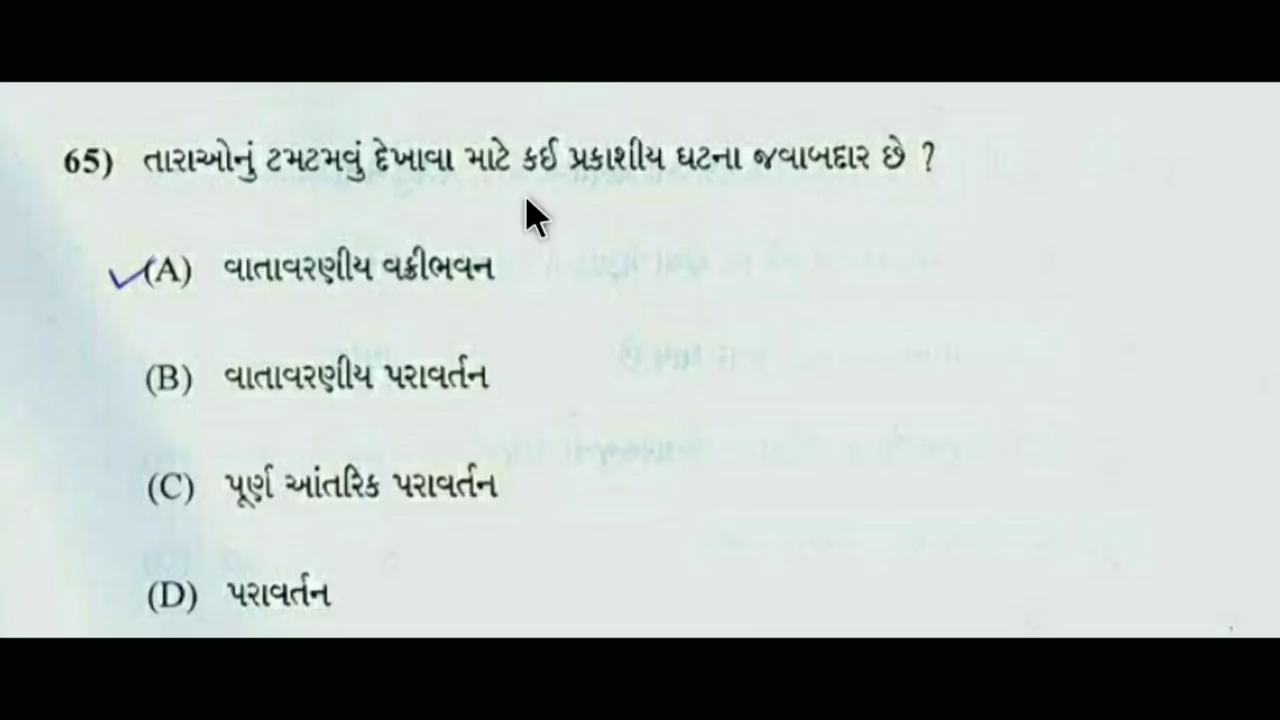 65) તારાઓનું ટમટમવું દેખાવા માટે કઈ પ્રકાશીય ઘટના જવાબદાર છે ?
(A) વાતાવરણીય વક્રીભવન
(B) વાતાવરણીય પરાવર્તન
(C) પૂર્ણ આંતરિક પરાવર્તન
(D) પરાવર્તન